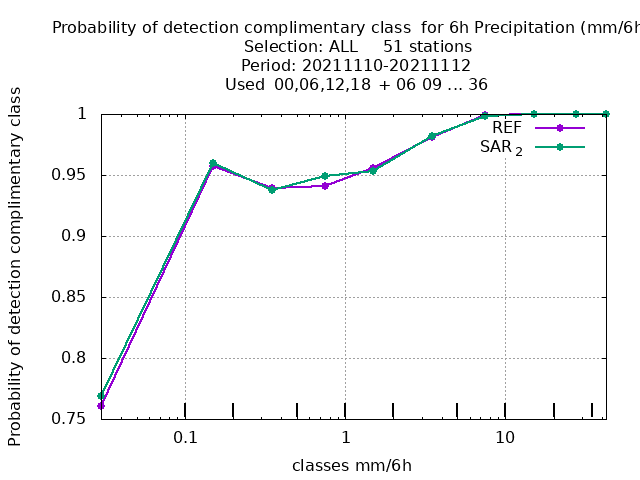 Probability of detection complimentary class for 6h Precipitation (mm/6h
Selection: ALL 51 stations
Period: 20211110-20211112
Used 00,06,12,18 + 06 09 ... 36
Probability of detection complimentary class
1
0.95
0.9
0.85
0.8
0.75
REF
SAR 2
0.1 1 10
classes mm/6h